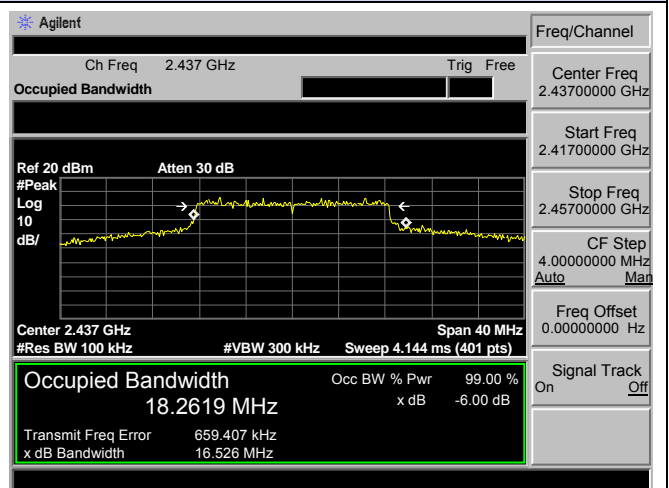 Agilent
Freq/Channel
Ch Freq 2.437 GHz Trig Free
Occupied Bandwidth
Center Freq
2.43700000 GHz
Start Freq
2.41700000 GHz
Stop Freq
2.45700000 GHz
CF Step
4.00000000 MHz
Auto Man
Freq Offset
0.00000000 Hz
Signal Track
On Off
Ref 20 dBm Atten 30 dB
#Peak
Log
10
dB/
Center 2.437 GHz Span 40 MHz
#Res BW 100 kHz #VBW 300 kHz Sweep 4.144 ms (401 pts)
Occupied Bandwidth Occ BW % Pwr 99.00 %
18.2619 MHz x dB -6.00 dB
Transmit Freq Error 659.407 kHz
x dB Bandwidth 16.526 MHz